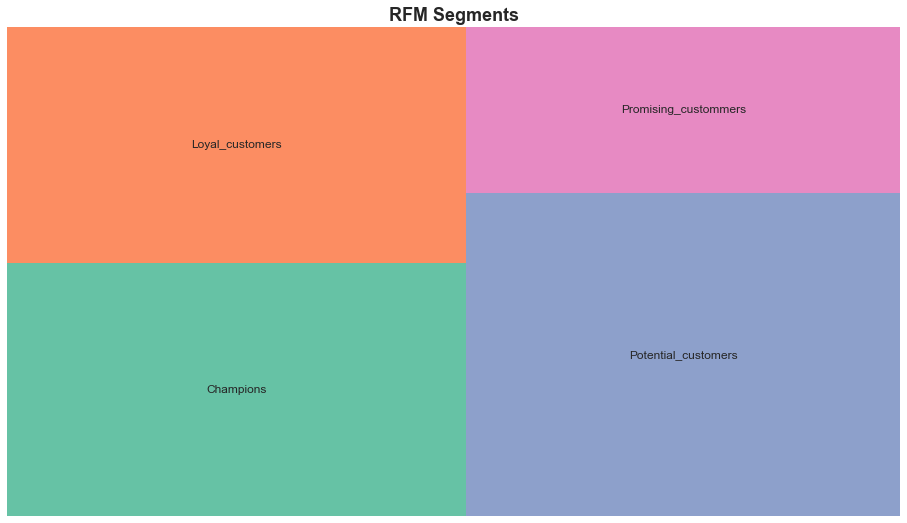 RFM Segments
Loyal_customers
Promising_custommers
Champions
Potential_customers